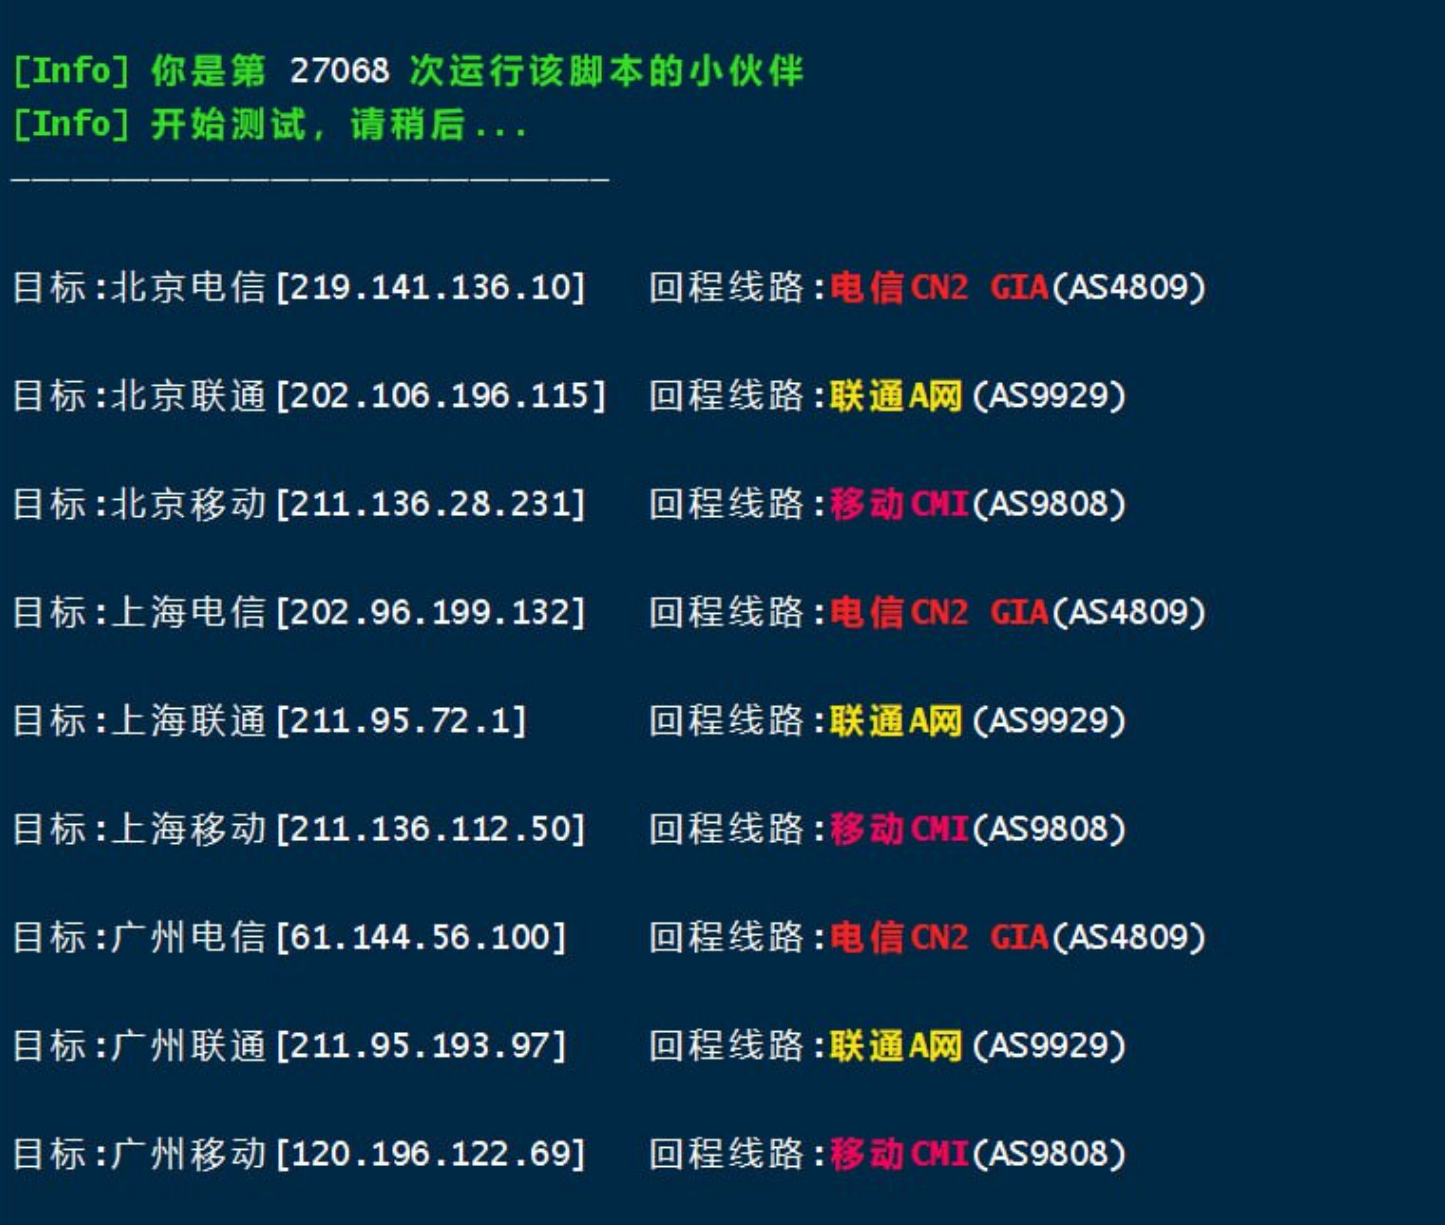 [Info] 你是第 27068 次运行该脚本的小伙伴
[Info] 开始测试, 请稍后...
______________________________
目标:北京电信[219.141.136.10] 回程线路:电信CN2 GIA(AS4809)
目标:北京联通[202.106.196.115] 回程线路:联通A网(AS9929)
目标:北京移动[211.136.28.231] 回程线路:移动CMI(AS9808)
目标:上海电信[202.96.199.132] 回程线路:电信CN2 GIA(AS4809)
目标:上海联通[211.95.72.1] 回程线路:联通A网(AS9929)
目标:上海移动[211.136.112.50] 回程线路:移动CMI(AS9808)
目标:广州电信[61.144.56.100] 回程线路:电信CN2 GIA(AS4809)
目标:广州联通[211.95.193.97] 回程线路:联通A网(AS9929)
目标:广州移动[120.196.122.69] 回程线路:移动CMI(AS9808)